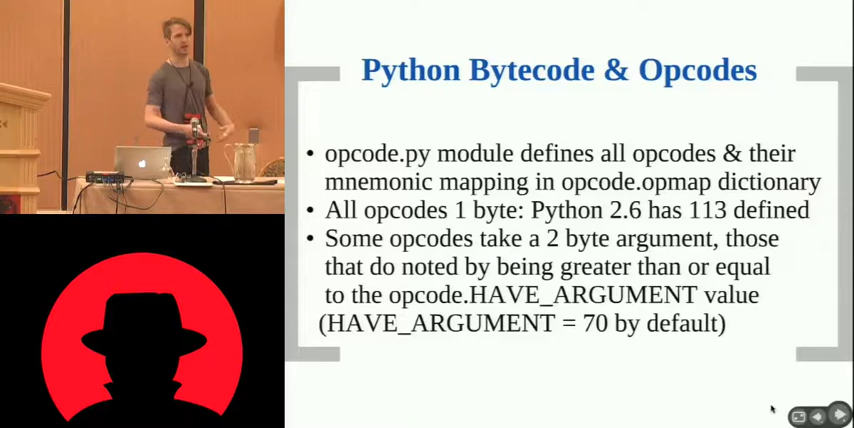 Python Bytecode & Opcodes
• opcode.py module defines all opcodes & their
mnemonic mapping in opcode.opmap dictionary
• All opcodes 1 byte: Python 2.6 has 113 defined
• Some opcodes take a 2 byte argument, those
that do noted by being greater than or equal
to the opcode.HAVE_ARGUMENT value
(HAVE_ARGUMENT = 70 by default)